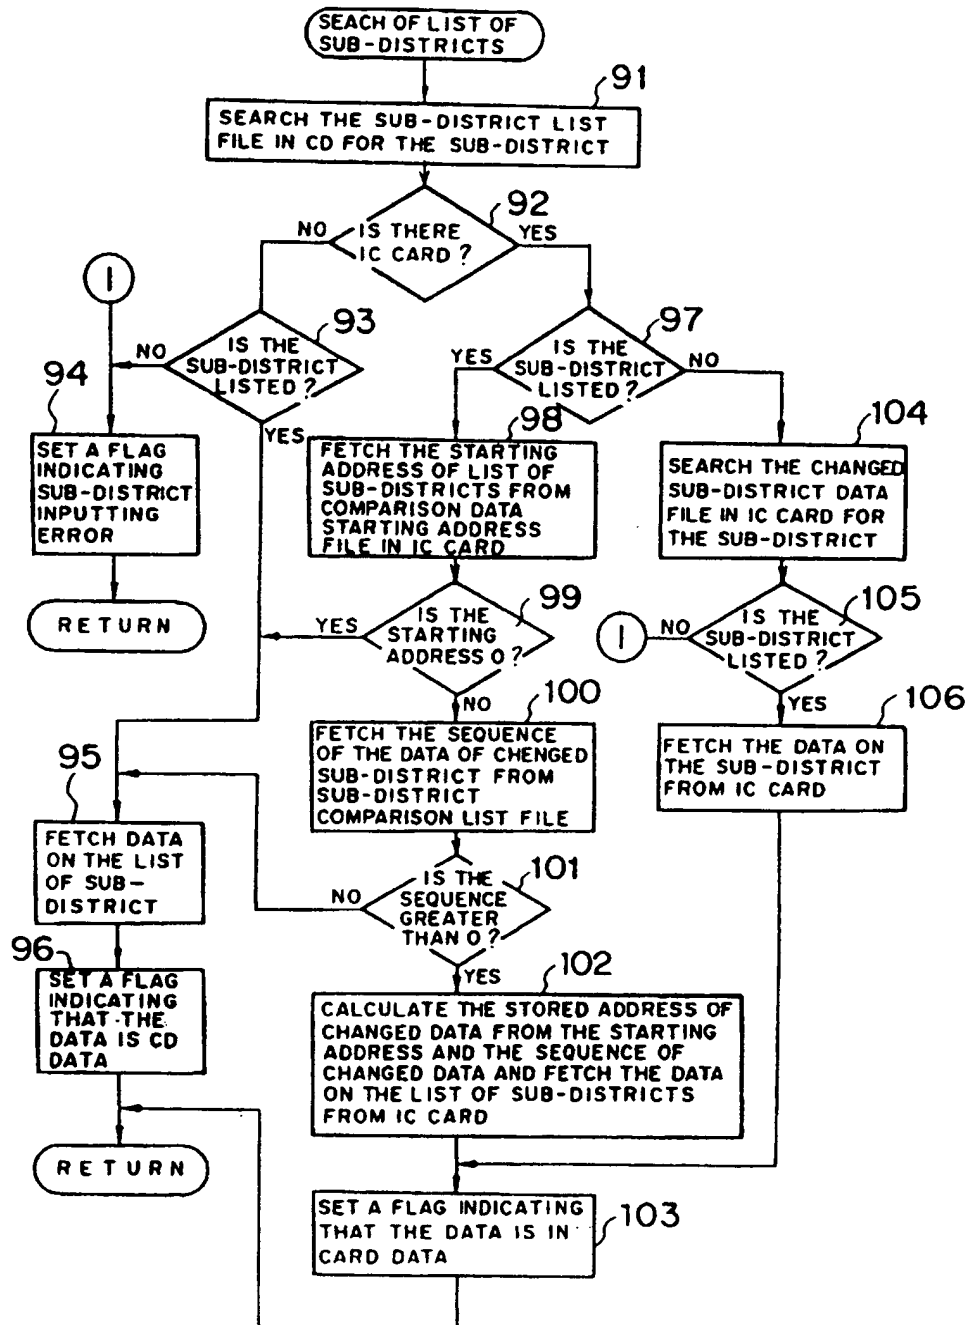 SEACH OF LIST OF
SUB-DISTRICTS
91
SEARCH THE SUB-DISTRICT LIST
FILE IN CD FOR THE SUB-DISTRICT
92
NO
IS THERE
IC CARD?
YES
1
93
NO
IS THE
SUB-DISTRICT
LISTED?
YES
97
YES
IS THE
SUB-DISTRICT
LISTED?
NO
94
SET A FLAG
INDICATING
SUB-DISTRICT
INPUTTING
ERROR
RETURN
98
FETCH THE STARTING
ADDRESS OF LIST OF
SUB-DISTRICTS FROM
COMPARISON DATA
STARTING ADDRESS
FILE IN IC CARD
104
SEARCH THE CHANGED
SUB-DISTRICT DATA
FILE IN IC CARD FOR
THE SUB-DISTRICT
99
YES
IS THE
STARTING
ADDRESS 0?
NO
105
1
NO
IS THE
SUB-DISTRICT
LISTED?
YES
100
FETCH THE SEQUENCE
OF THE DATA OF CHENGED
SUB-DISTRICT FROM
SUB-DISTRICT
COMPARISON LIST FILE
106
FETCH THE DATA ON
THE SUB-DISTRICT
FROM IC CARD
95
FETCH DATA
ON THE LIST
OF SUB-
DISTRICT
101
NO
IS THE
SEQUENCE
GREATER
THAN 0?
YES
96
SET A FLAG
INDICATING
THAT THE
DATA IS CD
DATA
RETURN
102
CALCULATE THE STORED ADDRESS OF
CHANGED DATA FROM THE STARTING
ADDRESS AND THE SEQUENCE OF
CHANGED DATA AND FETCH THE DATA
ON THE LIST OF SUB-DISTRICTS
FROM IC CARD
103
SET A FLAG INDICATING
THAT THE DATA IS IN
CARD DATA